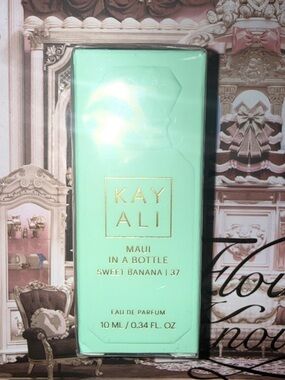 KAY
ALI
MAUI
IN A BOTTLE
SWEET BANANA | 37
EAU DE PARFUM
10 ML / 0.34 FL. OZ